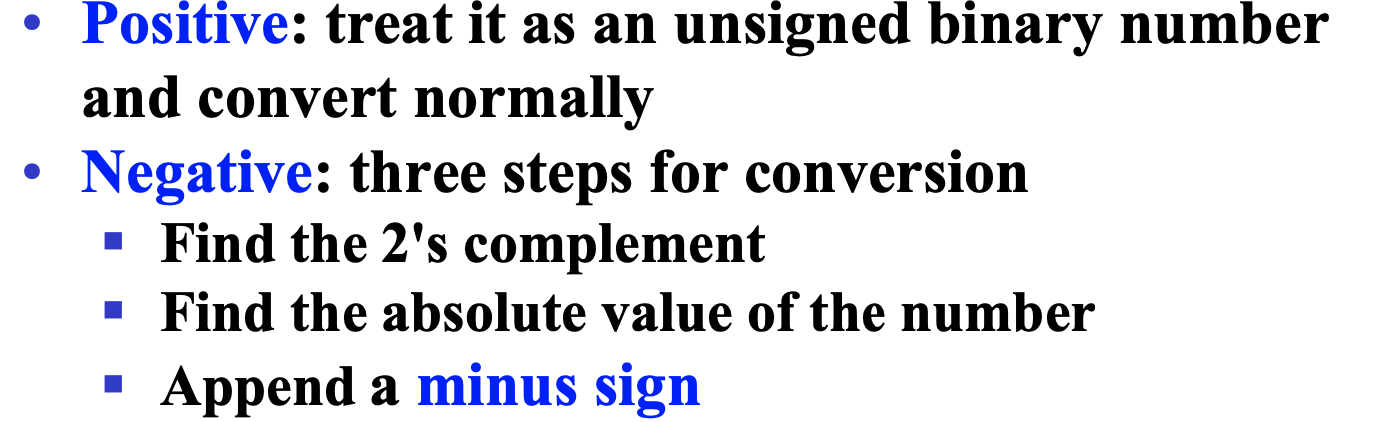 • Positive: treat it as an unsigned binary number
and convert normally
• Negative: three steps for conversion
▪ Find the 2's complement
▪ Find the absolute value of the number
▪ Append a minus sign